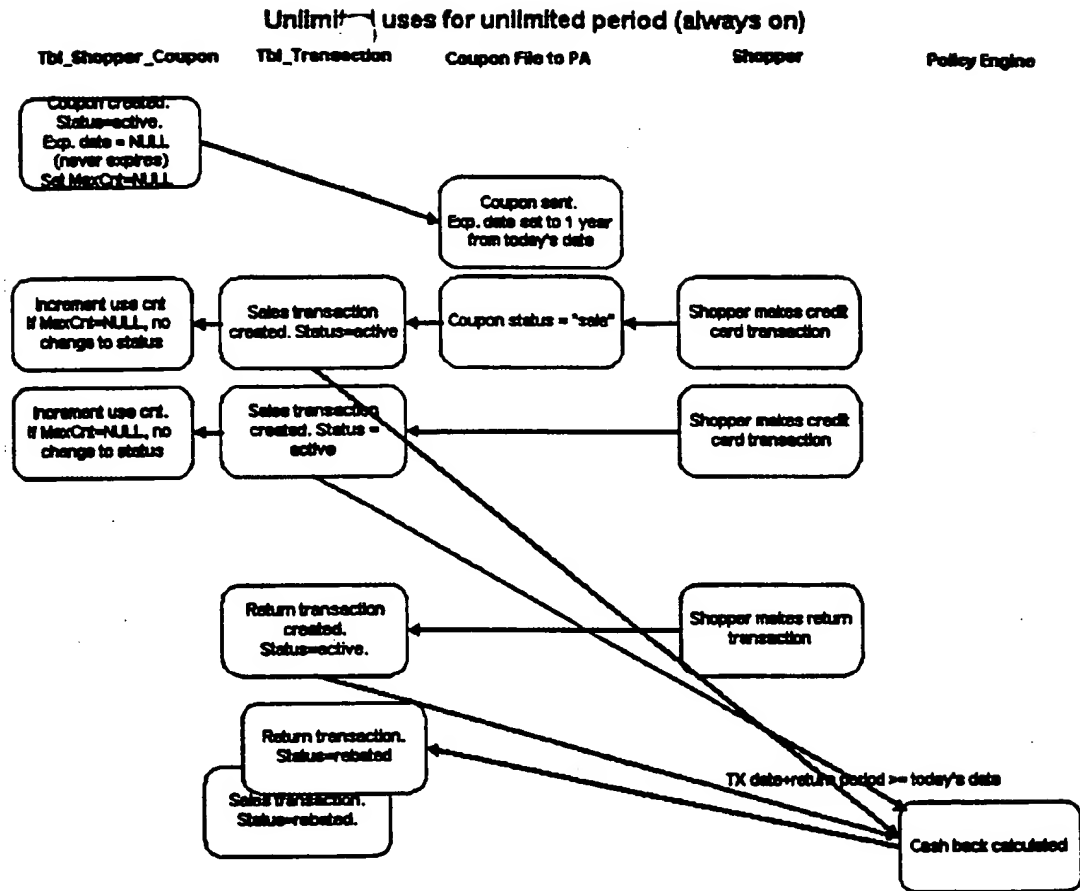 Unlimited uses for unlimited period (always on)
Tbl_Shopper_Coupon
Tbl_Transaction
Coupon File to PA
Shopper
Policy Engine
Coupon created.
Status=active.
Exp. date = NULL
(never expires)
Set MaxCnt=NULL
Coupon sent.
Exp. date set to 1 year
from today's date
Increment use cnt
If MaxCnt=NULL, no
change to status
Sales transaction
created. Status=active
Coupon status = "sale"
Shopper makes credit
card transaction
Increment use cnt.
If MaxCnt=NULL, no
change to status
Sales transaction
created. Status =
active
Shopper makes credit
card transaction
Return transaction
created.
Status=active.
Shopper makes return
transaction
Return transaction.
Status=rebated
TX date+return period >= today's date
Sales transaction.
Status=rebated.
Cash back calculated